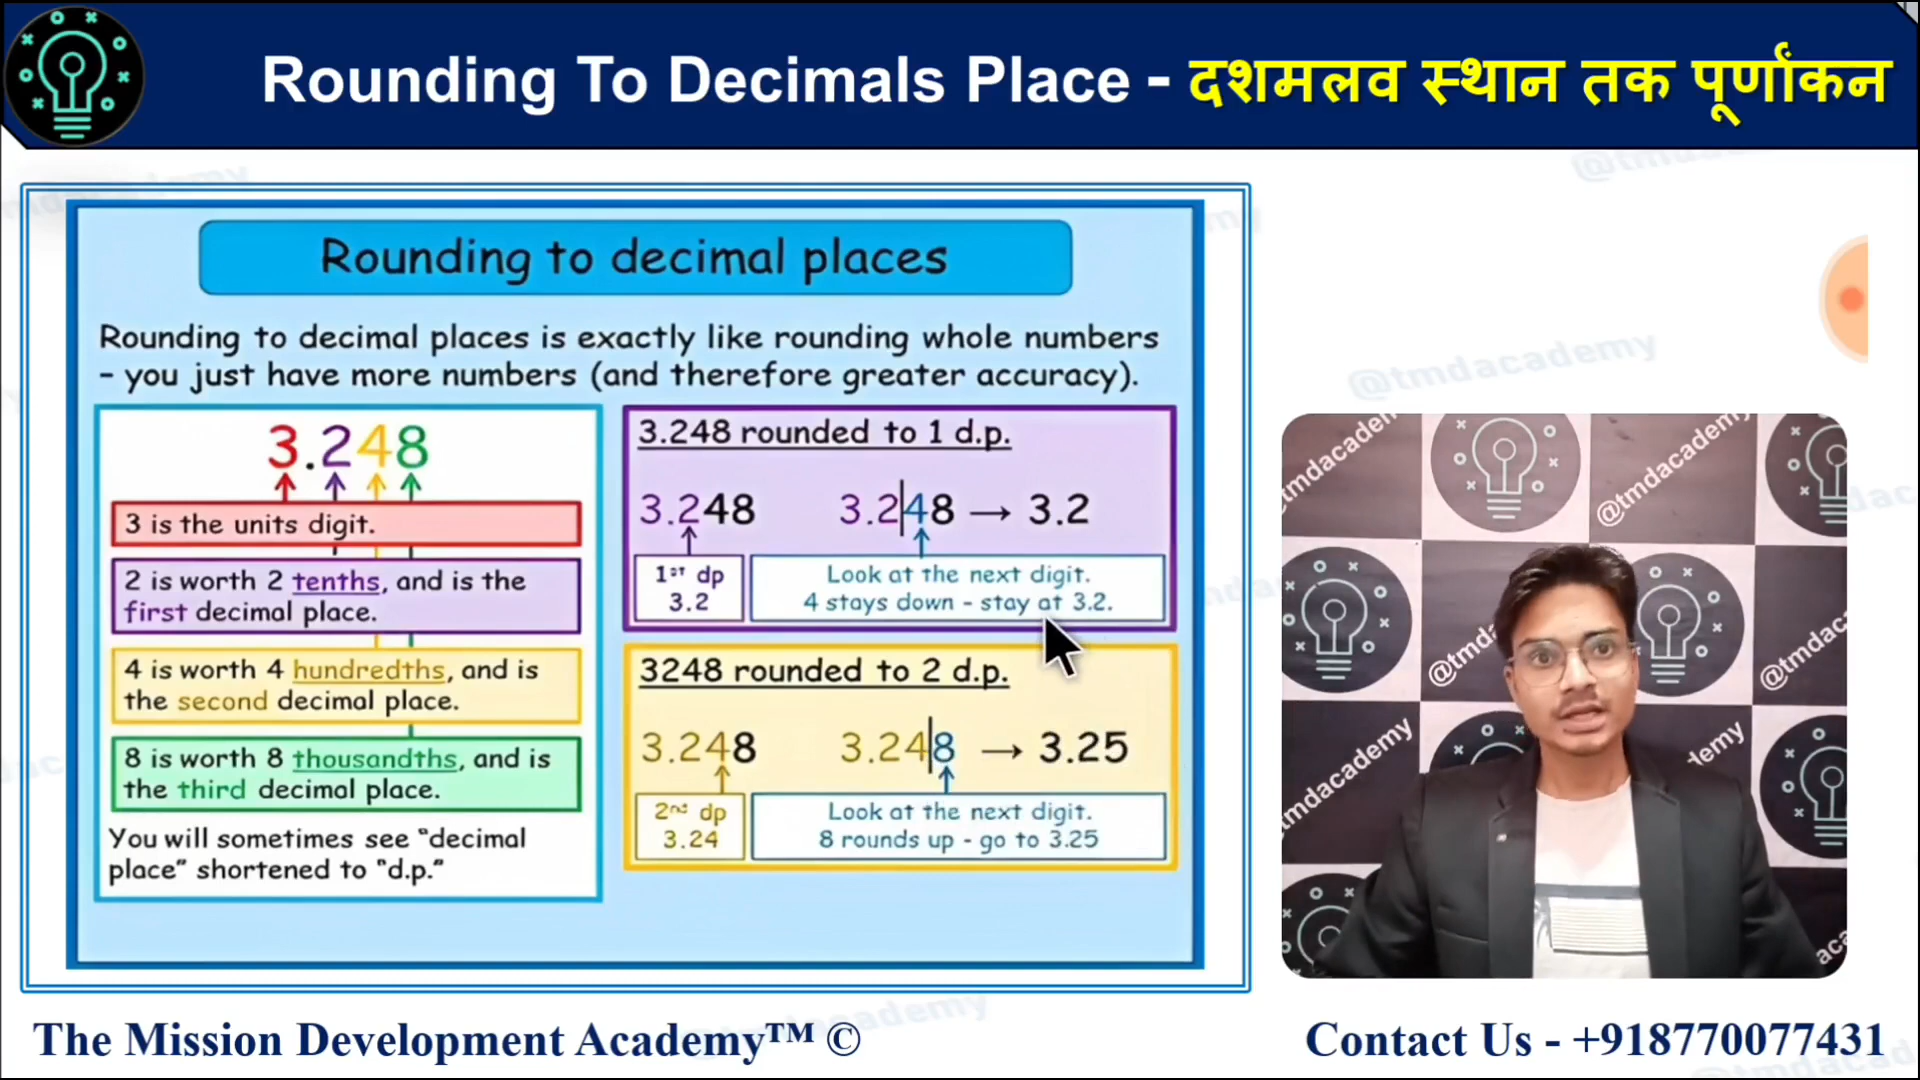 Rounding To Decimals Place - दशमलव स्थान तक पूर्णांकन
Rounding to decimal places
Rounding to decimal places is exactly like rounding whole numbers
- you just have more numbers (and therefore greater accuracy).
3.248
3 is the units digit.
2 is worth 2 tenths, and is the
first decimal place.
4 is worth 4 hundredths, and is
the second decimal place.
8 is worth 8 thousandths, and is
the third decimal place.
You will sometimes see “decimal
place” shortened to “d.p.”
3.248 rounded to 1 d.p.
3.248 3.2|48 → 3.2
1ST dp
3.2
Look at the next digit.
4 stays down - stay at 3.2.
3248 rounded to 2 d.p.
3.248 3.24|8 → 3.25
2nd dp
3.24
Look at the next digit.
8 rounds up - go to 3.25
@tmdacademy
The Mission Development Academy™ ©
Contact Us - +918770077431